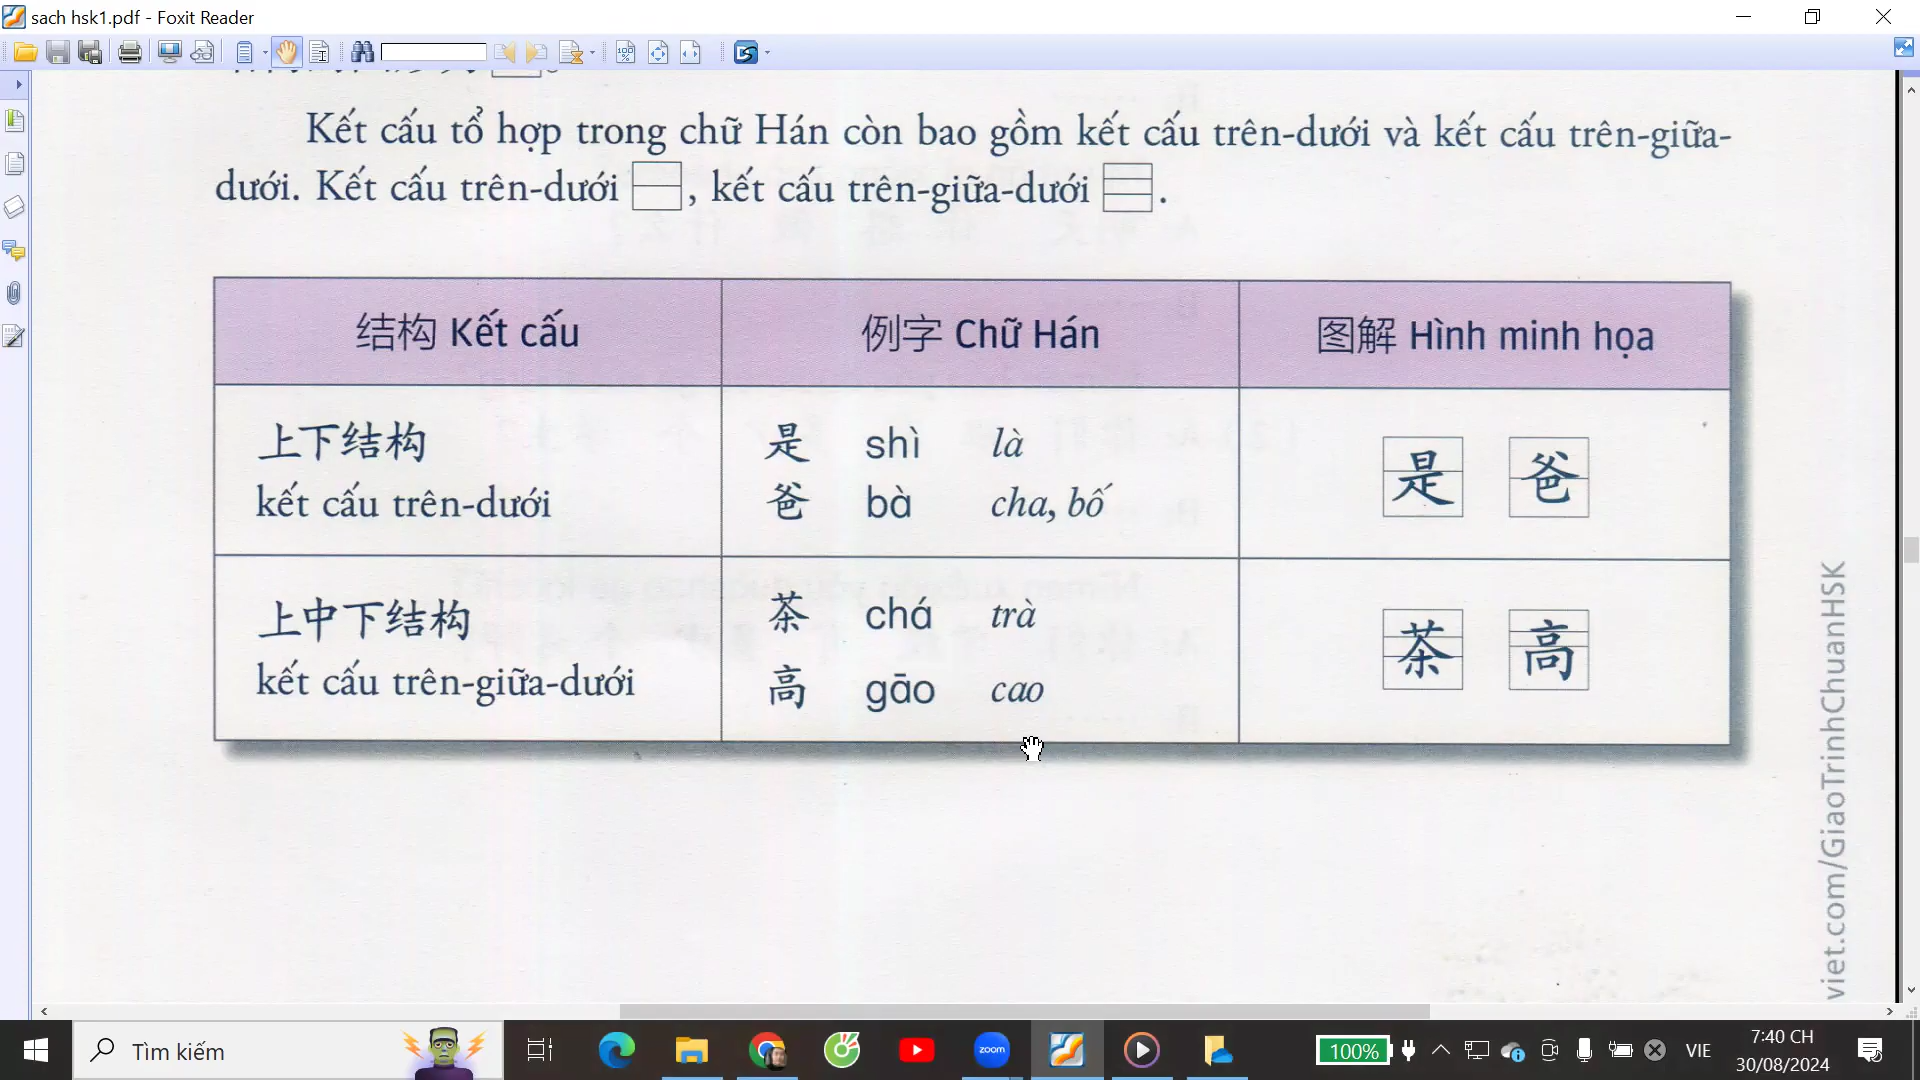 sach hsk1.pdf - Foxit Reader
Kết cấu tổ hợp trong chữ Hán còn bao gồm kết cấu trên-dưới và kết cấu trên-giữa-
dưới. Kết cấu trên-dưới , kết cấu trên-giữa-dưới .
结构 Kết cấu 例字 Chữ Hán 图解 Hình minh họa
上下结构
kết cấu trên-dưới
是 shì là
爸 bà cha, bố
是 爸
上中下结构
kết cấu trên-giữa-dưới
茶 chá trà
高 gāo cao
茶 高
viet.com/GiaoTrinhChuanHSK
Tìm kiếm
zoom
100%
VIE
7:40 CH
30/08/2024